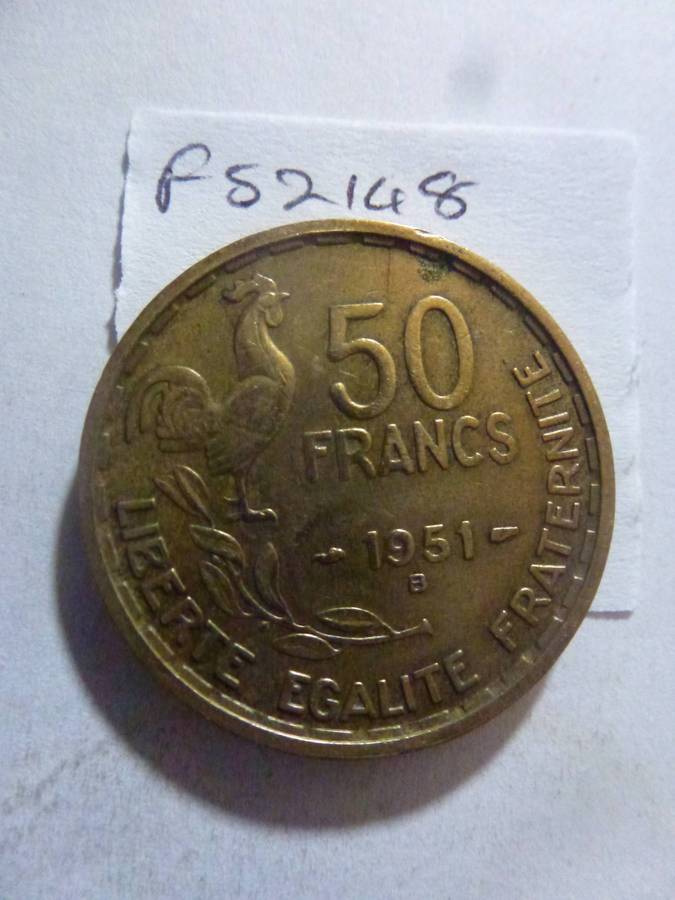 F52148
50
FRANCS
1951
B
LIBERTE EGALITE FRATERNITE